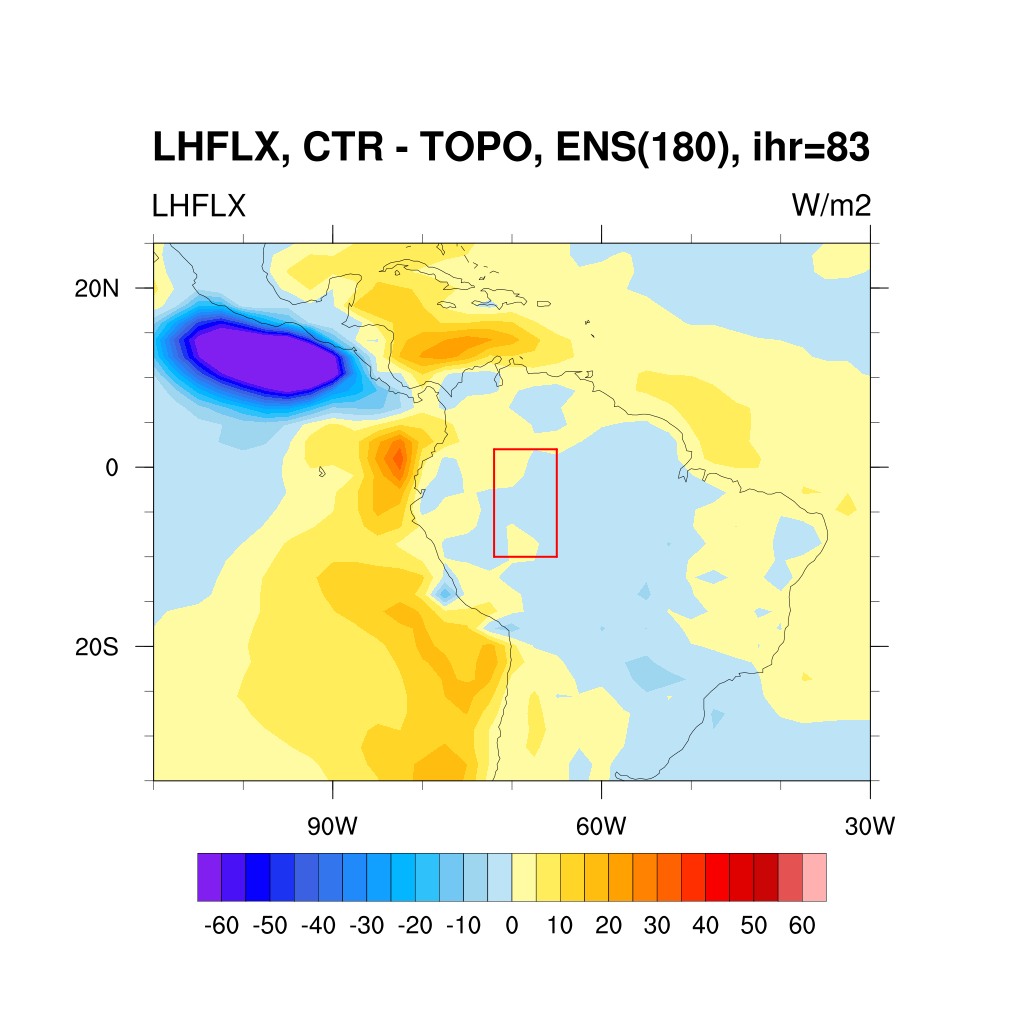 LHFLX, CTR - TOPO, ENS(180), ihr=83
LHFLX W/m2
20N
0
20S
90W 60W 30W
-60 -50 -40 -30 -20 -10 0 10 20 30 40 50 60